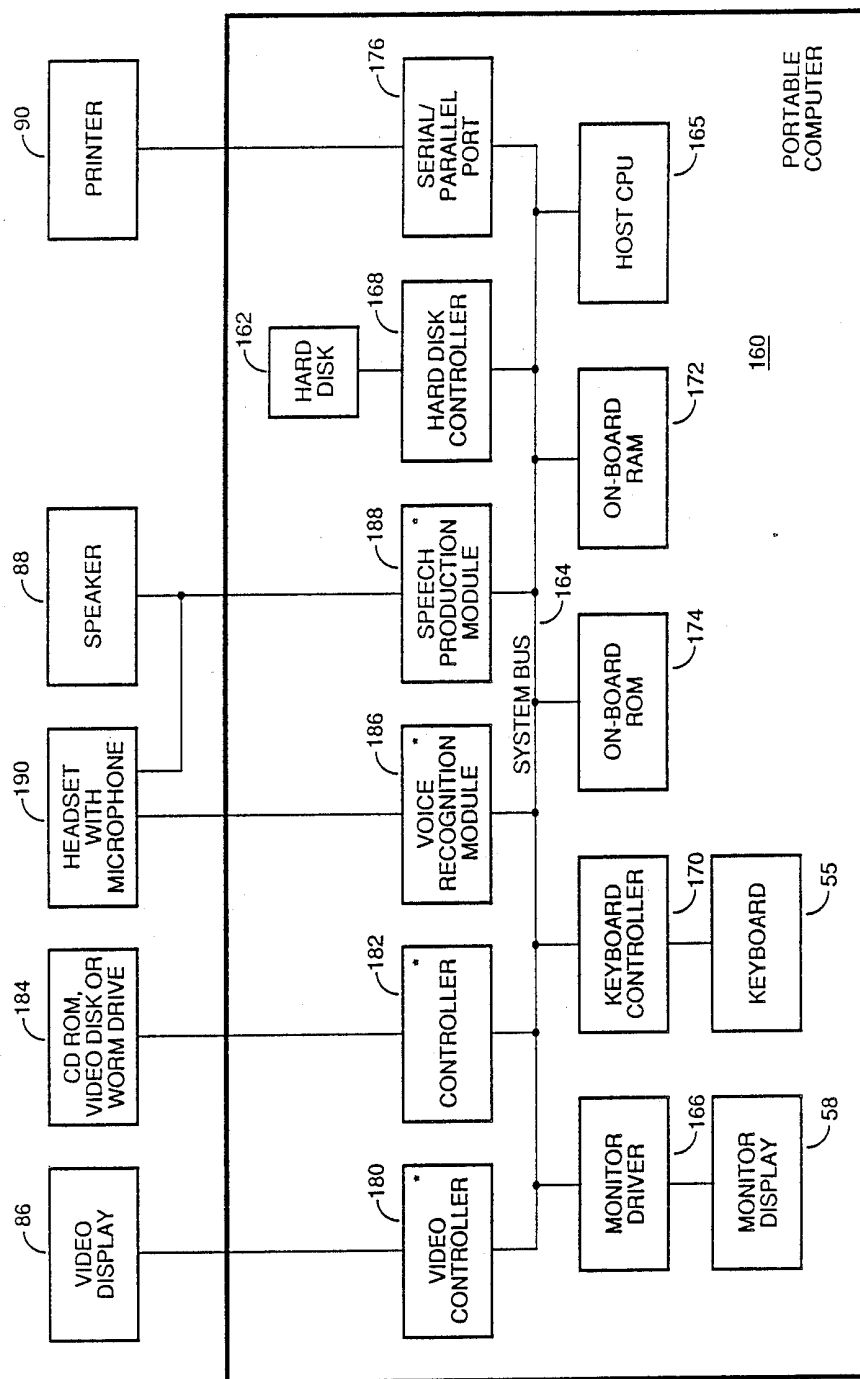 86
VIDEO
DISPLAY
184
CD ROM,
VIDEO DISK OR
WORM DRIVE
190
HEADSET
WITH
MICROPHONE
88
SPEAKER
90
PRINTER
162
HARD
DISK
180
*
VIDEO
CONTROLLER
182
*
CONTROLLER
186
*
VOICE
RECOGNITION
MODULE
188
*
SPEECH
PRODUCTION
MODULE
168
HARD DISK
CONTROLLER
176
SERIAL/
PARALLEL
PORT
SYSTEM BUS
164
MONITOR
DRIVER
166
KEYBOARD
CONTROLLER
170
ON-BOARD
ROM
174
ON-BOARD
RAM
172
HOST CPU
165
MONITOR
DISPLAY
58
KEYBOARD
55
160
PORTABLE
COMPUTER